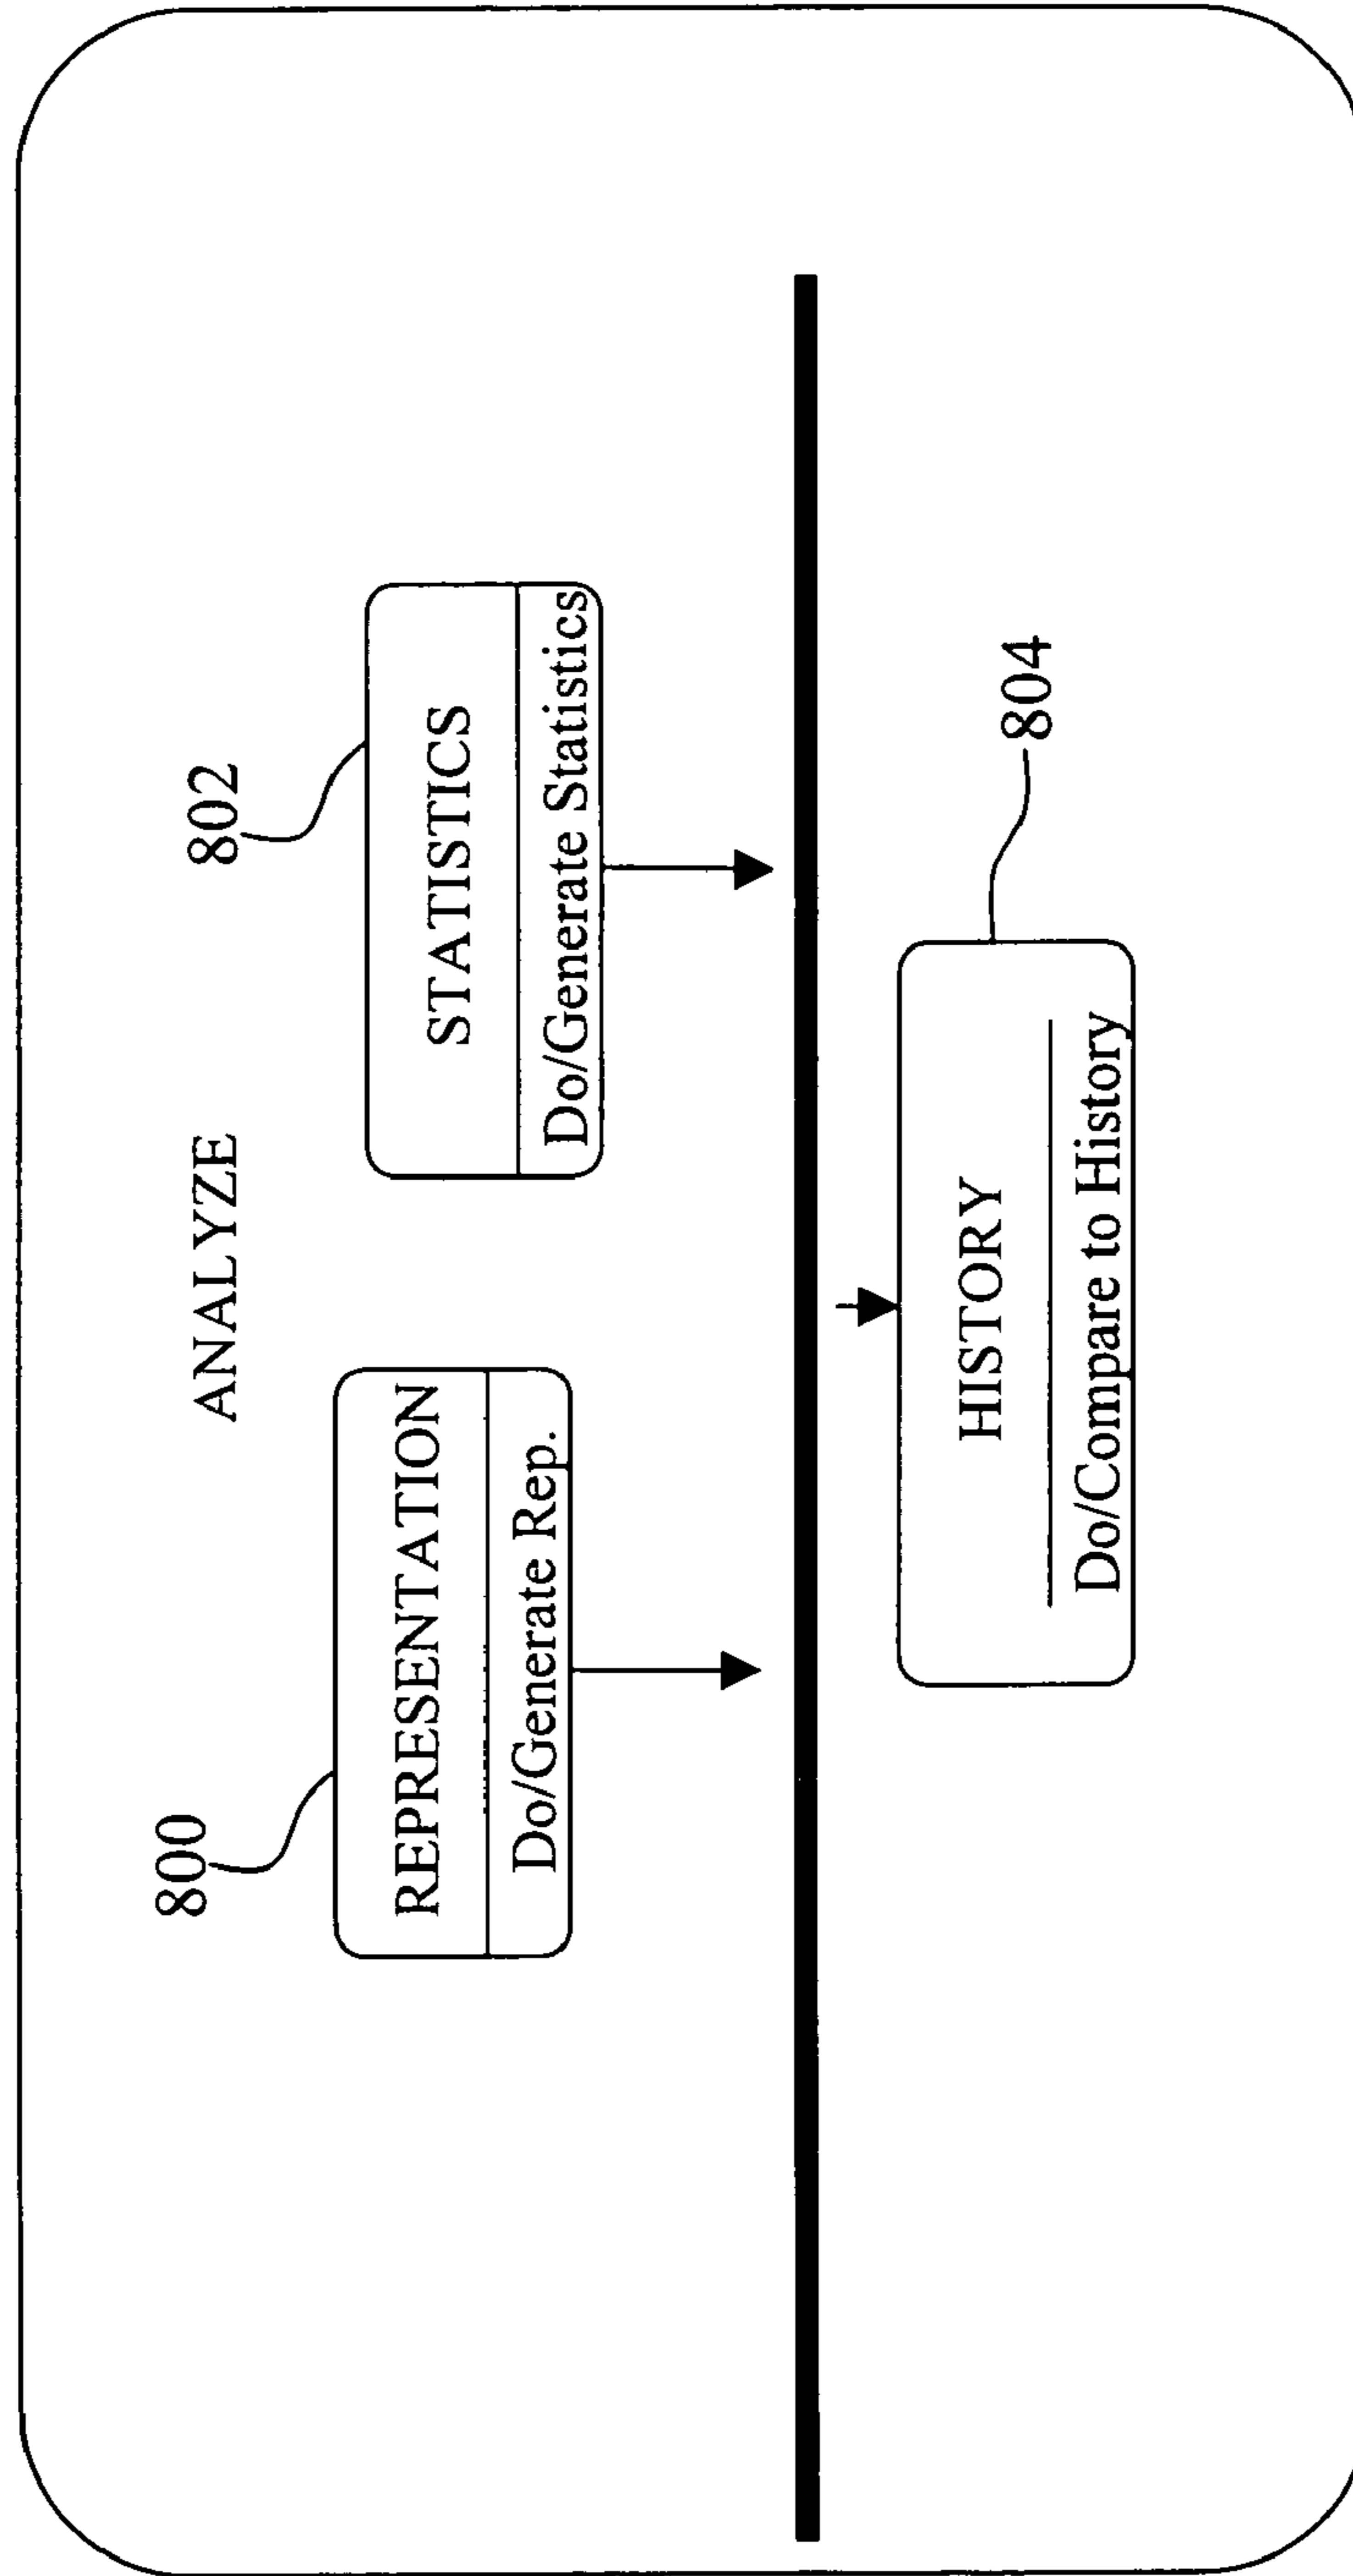 ANALYZE
800
802
REPRESENTATION
Do/Generate Rep.
STATISTICS
Do/Generate Statistics
804
HISTORY
Do/Compare to History